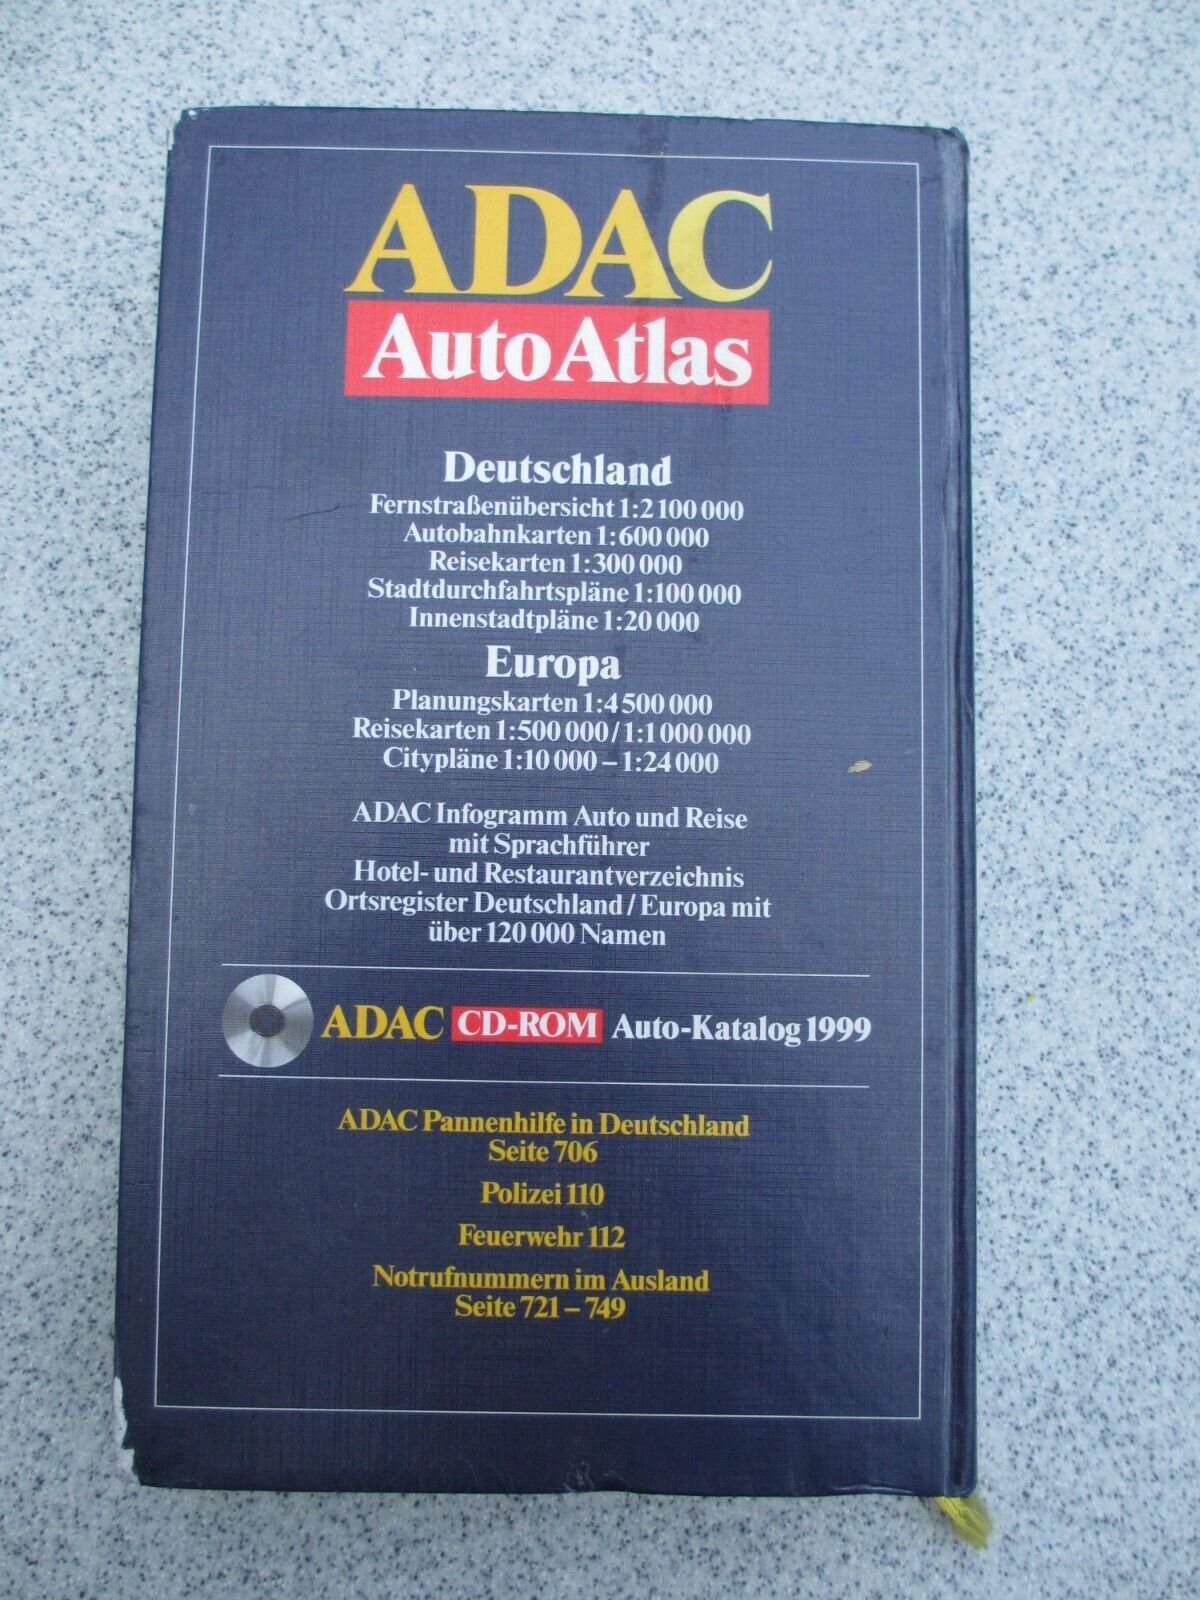 ADAC
AutoAtlas
Deutschland
Fernstraßenübersicht 1:2 100 000
Autobahnkarten 1:600 000
Reisekarten 1:300 000
Stadtdurchfahrtspläne 1:100 000
Innenstadtpläne 1:20 000
Europa
Planungskarten 1:4 500 000
Reisekarten 1:500 000 / 1:1 000 000
Citypläne 1:10 000 – 1:24 000
ADAC Infogramm Auto und Reise
mit Sprachführer
Hotel- und Restaurantverzeichnis
Ortsregister Deutschland / Europa mit
über 120 000 Namen
ADAC CD-ROM Auto-Katalog 1999
ADAC Pannenhilfe in Deutschland
Seite 706
Polizei 110
Feuerwehr 112
Notrufnummern im Ausland
Seite 721 – 749